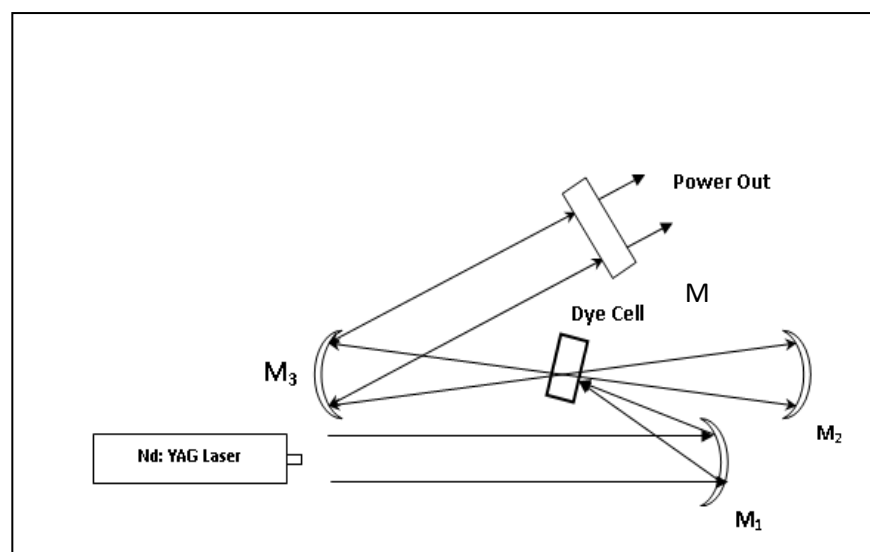 Power Out
M
Dye Cell
M₃
M₂
Nd: YAG Laser
M₁